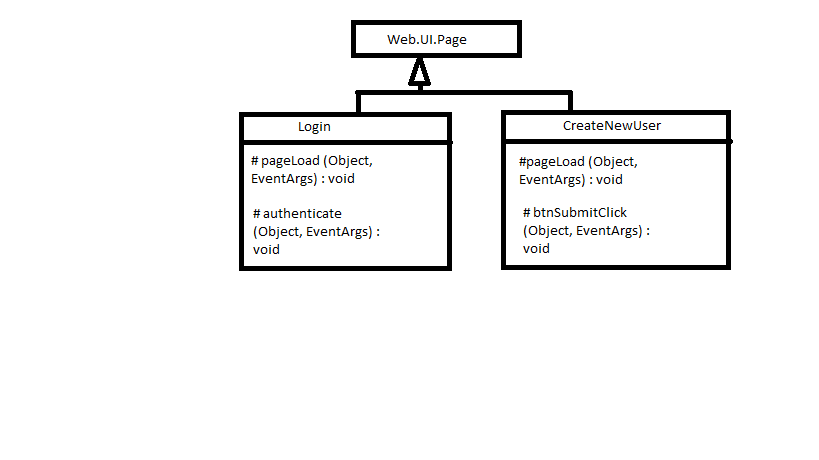 Web.UI.Page
Login
# pageLoad (Object,
EventArgs) : void
# authenticate
(Object, EventArgs) :
void
CreateNewUser
#pageLoad (Object,
EventArgs) : void
# btnSubmitClick
(Object, EventArgs) :
void